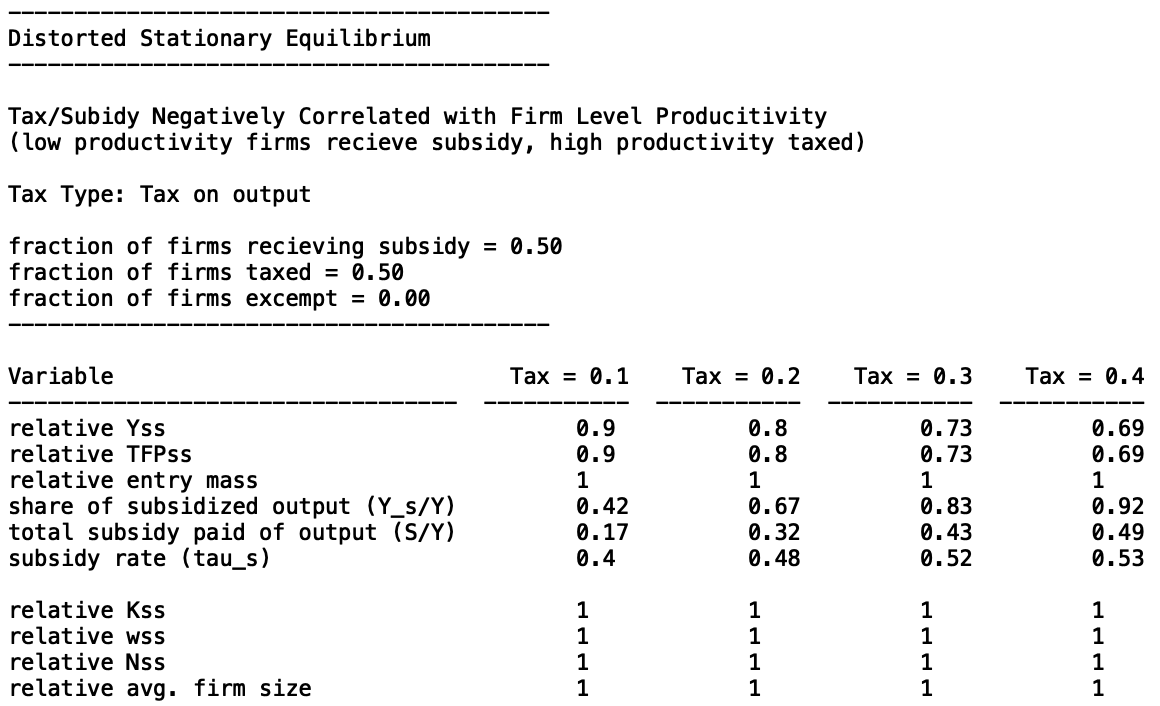 -----------------------------------------
Distorted Stationary Equilibrium
-----------------------------------------
Tax/Subidy Negatively Correlated with Firm Level Producitivity
(low productivity firms recieve subsidy, high productivity taxed)
Tax Type: Tax on output
fraction of firms recieving subsidy = 0.50
fraction of firms taxed = 0.50
fraction of firms excempt = 0.00
-----------------------------------------
Variable Tax = 0.1 Tax = 0.2 Tax = 0.3 Tax = 0.4
---------------------------------- ----------- ----------- ----------- -----------
relative Yss 0.9 0.8 0.73 0.69
relative TFPss 0.9 0.8 0.73 0.69
relative entry mass 1 1 1 1
share of subsidized output (Y_s/Y) 0.42 0.67 0.83 0.92
total subsidy paid of output (S/Y) 0.17 0.32 0.43 0.49
subsidy rate (tau_s) 0.4 0.48 0.52 0.53
relative Kss 1 1 1 1
relative wss 1 1 1 1
relative Nss 1 1 1 1
relative avg. firm size 1 1 1 1